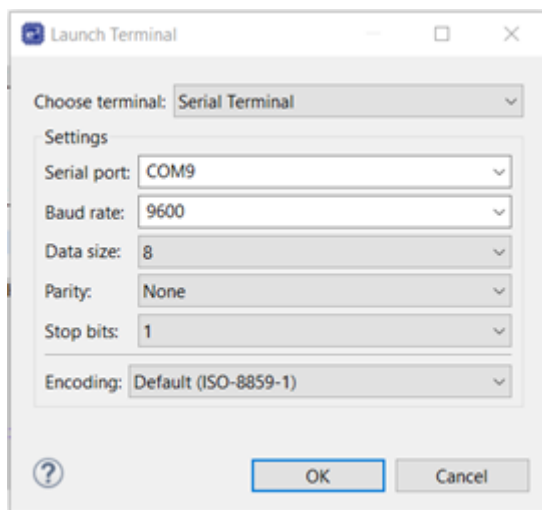 Launch Terminal
Choose terminal: Serial Terminal
Settings
Serial port: COM9
Baud rate: 9600
Data size: 8
Parity: None
Stop bits: 1
Encoding: Default (ISO-8859-1)
OK Cancel